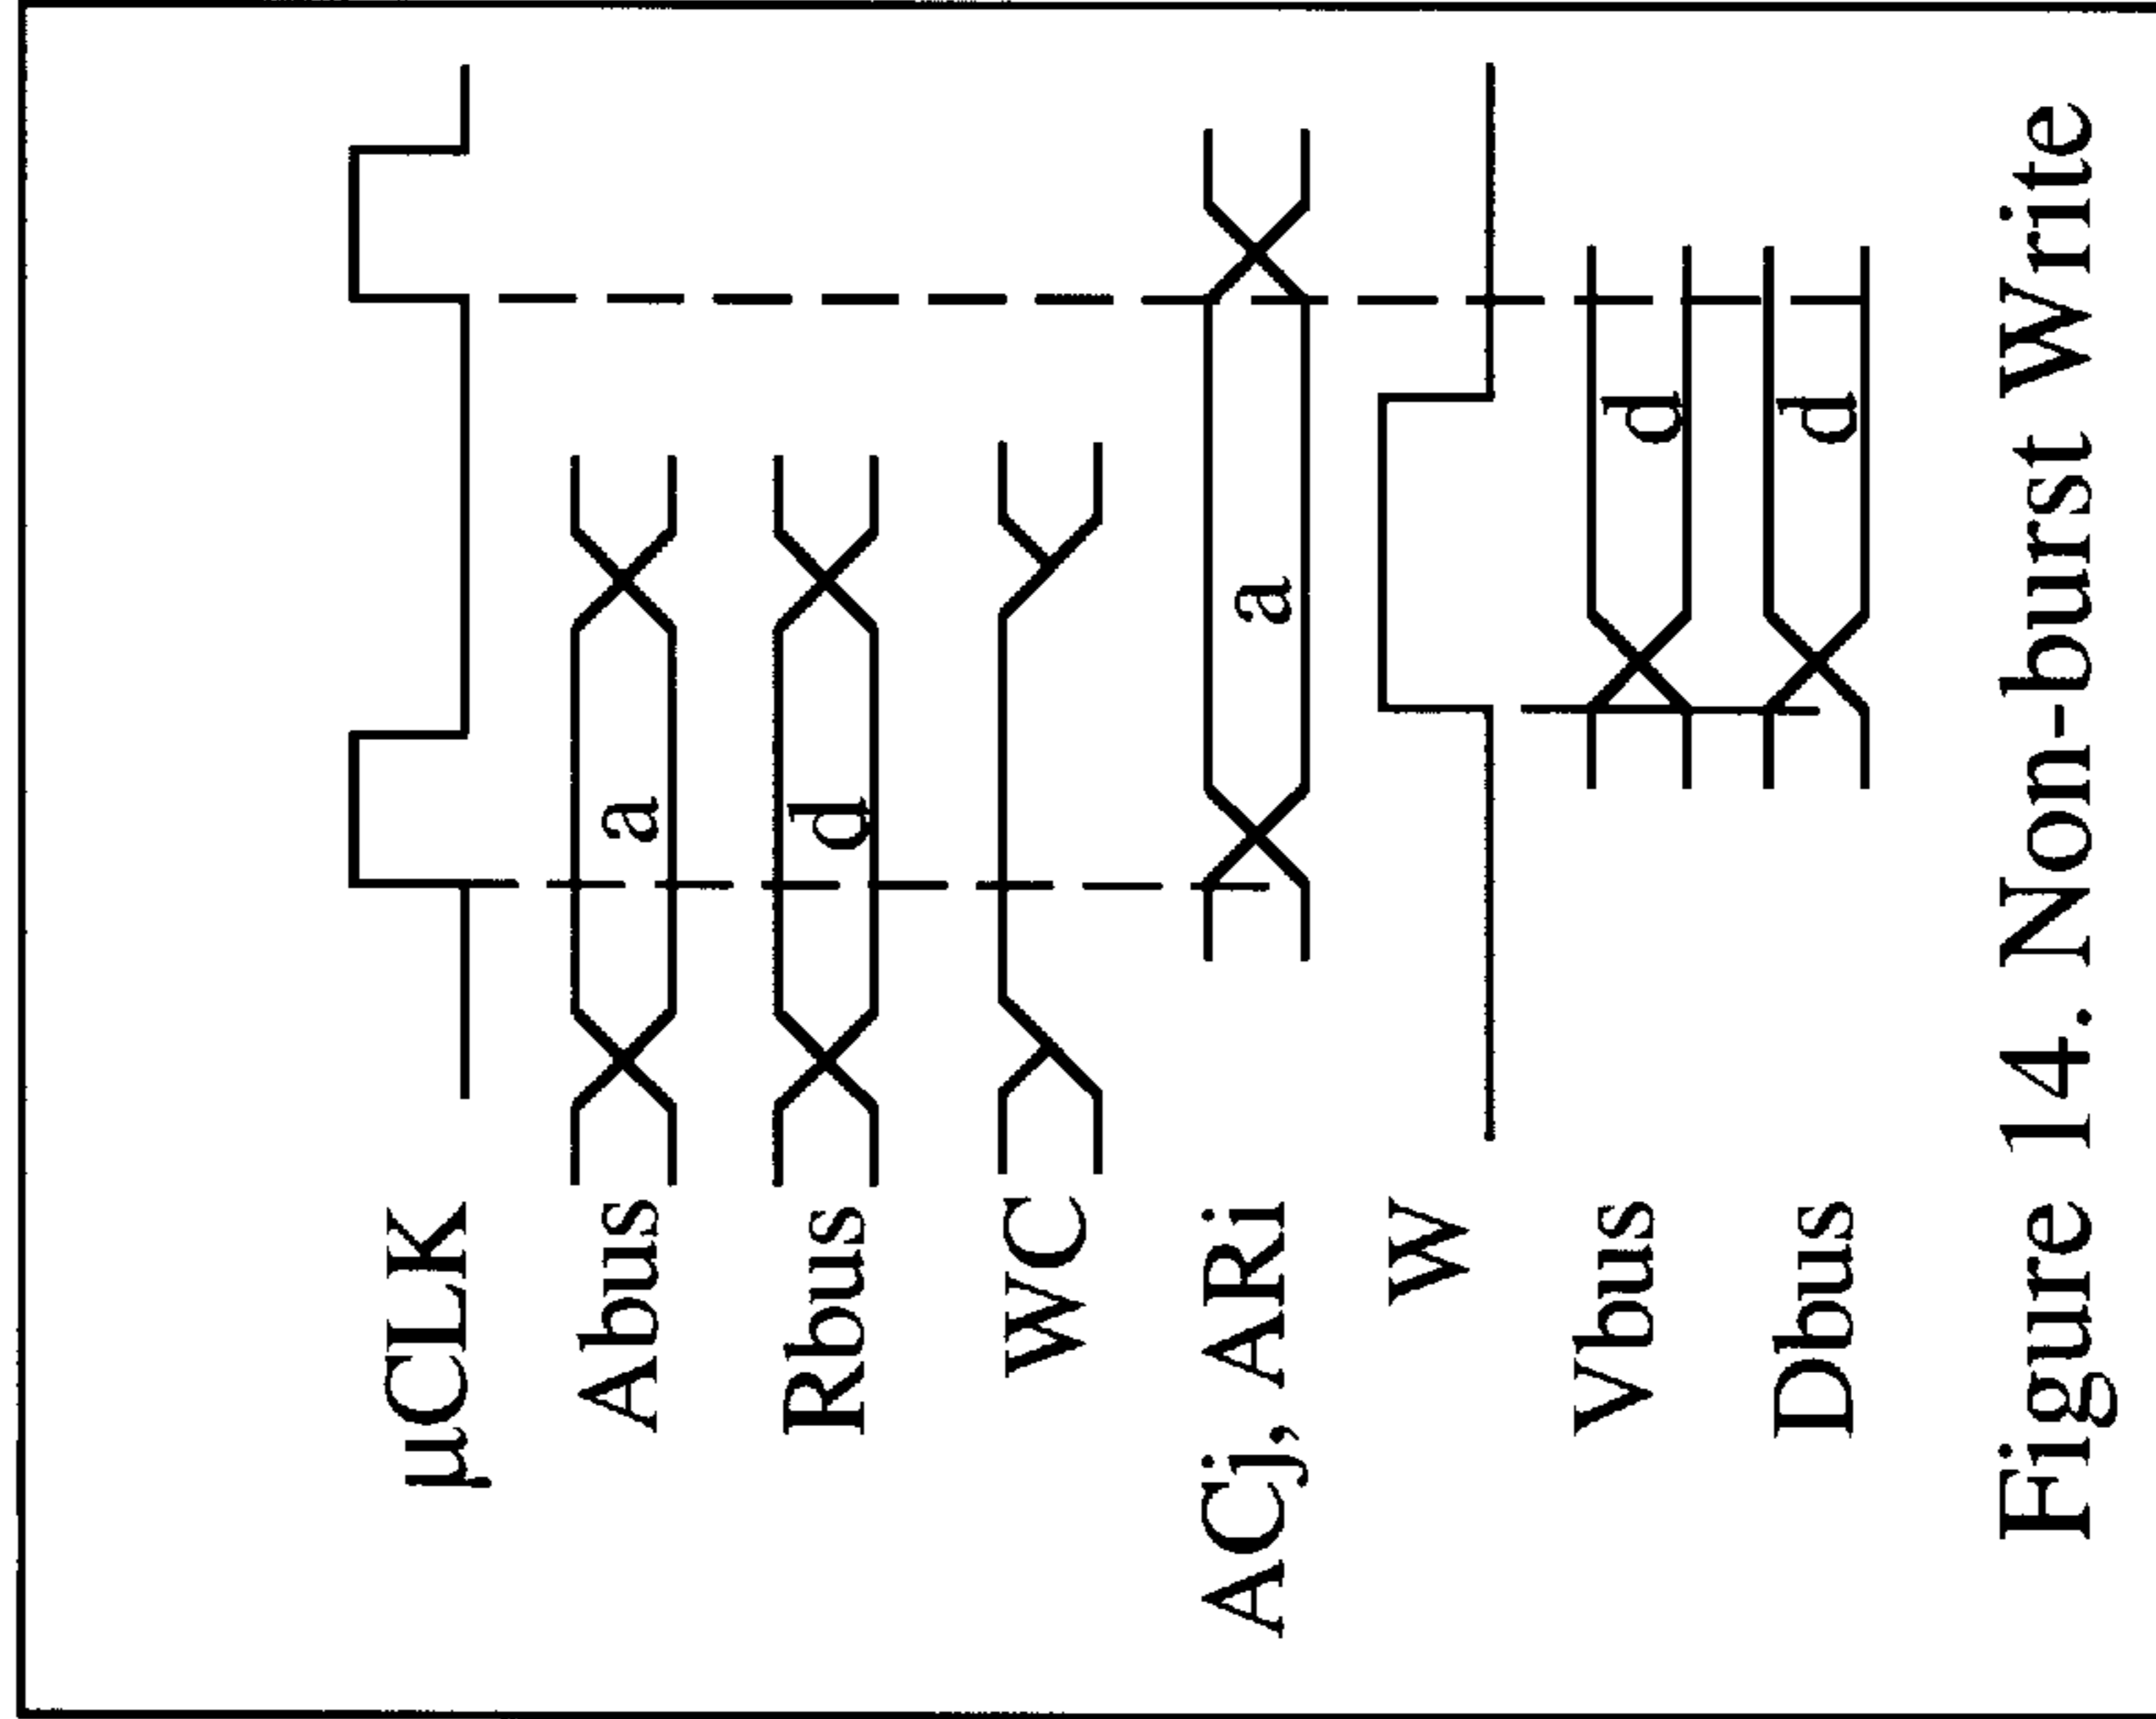 µCLK
Abus a
Rbus d
WC
ACj, ARi a
W
Vbus d
Dbus d
Figure 14. Non-burst Write